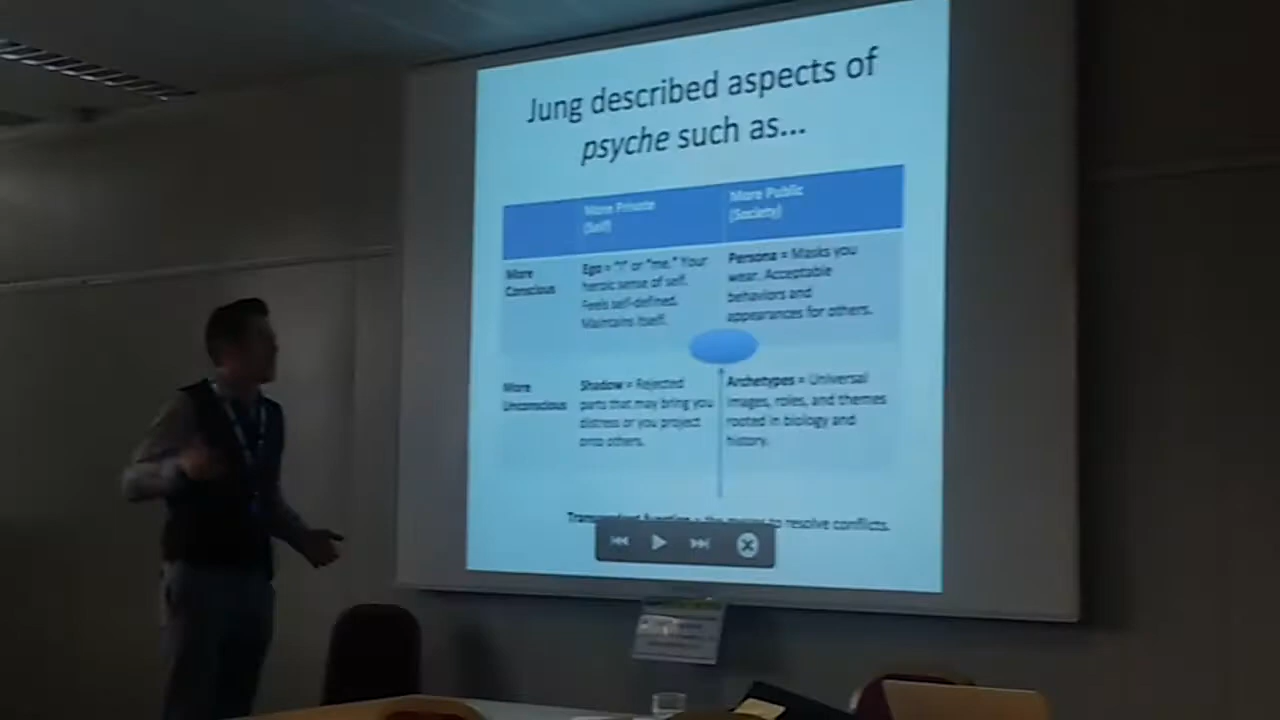 Jung described aspects of
psyche such as...
More Private
(Self)
More Public
(Society)
More
Conscious
Ego = "I" or "me." Your
heroic sense of self.
Feels self-defined.
Maintains itself.
Persona = Masks you
wear. Acceptable
behaviors and
appearances for others.
More
Unconscious
Shadow = Rejected
parts that may bring you
distress or you project
onto others.
Archetypes = Universal
images, roles, and themes
rooted in biology and
history.
to resolve conflicts.